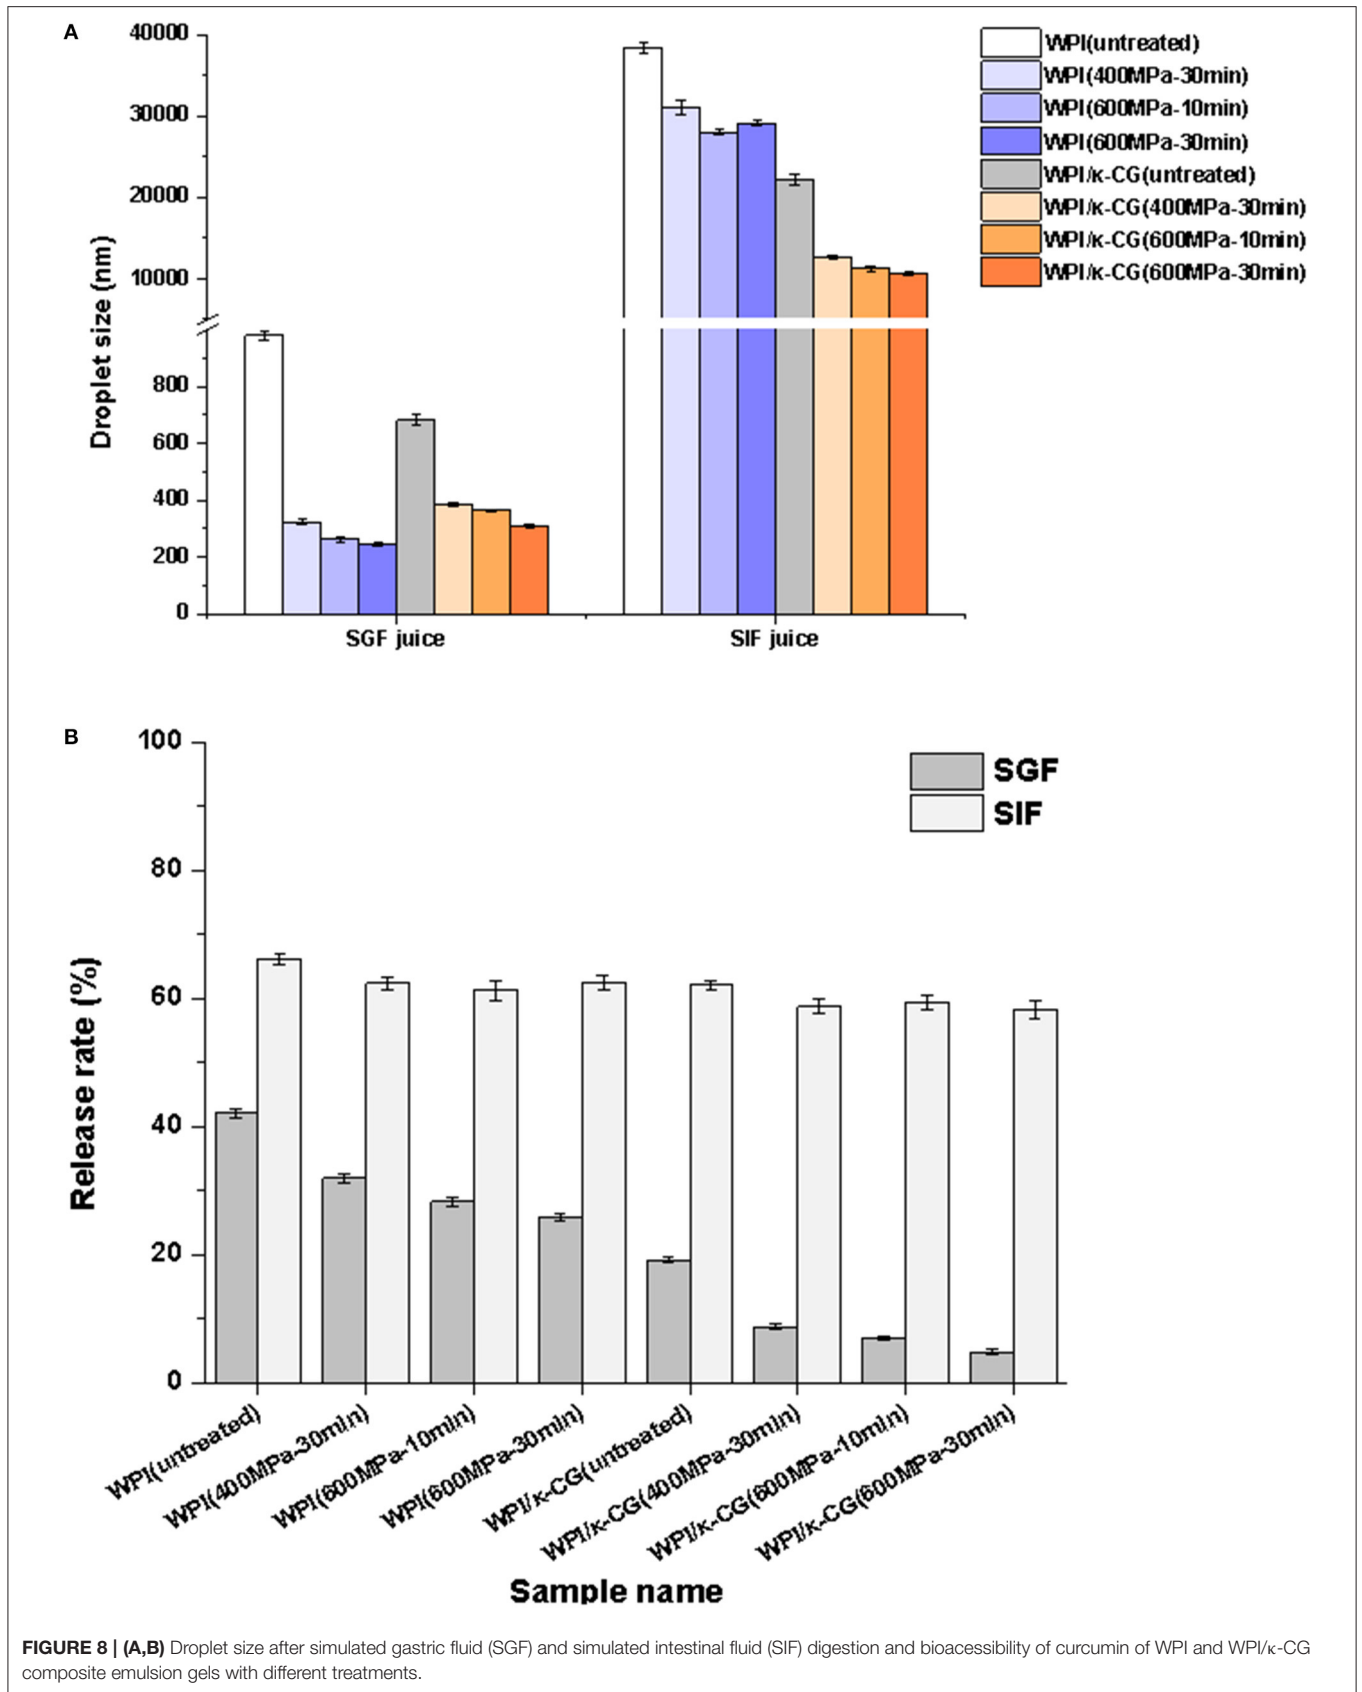 A
40000
30000
20000
10000
800
600
400
200
0
Droplet size (nm)
SGF juice
SIF juice
WPI(untreated)
WPI(400MPa-30min)
WPI(600MPa-10min)
WPI(600MPa-30min)
WPI/κ-CG(untreated)
WPI/κ-CG(400MPa-30min)
WPI/κ-CG(600MPa-10min)
WPI/κ-CG(600MPa-30min)
B
100
80
60
40
20
0
Release rate (%)
SGF
SIF
WPI(untreated)
WPI(400MPa-30min)
WPI(600MPa-10min)
WPI(600MPa-30min)
WPI/κ-CG(untreated)
WPI/κ-CG(400MPa-30min)
WPI/κ-CG(600MPa-10min)
WPI/κ-CG(600MPa-30min)
Sample name
FIGURE 8 | (A,B) Droplet size after simulated gastric fluid (SGF) and simulated intestinal fluid (SIF) digestion and bioacessibility of curcumin of WPI and WPI/κ-CG
composite emulsion gels with different treatments.